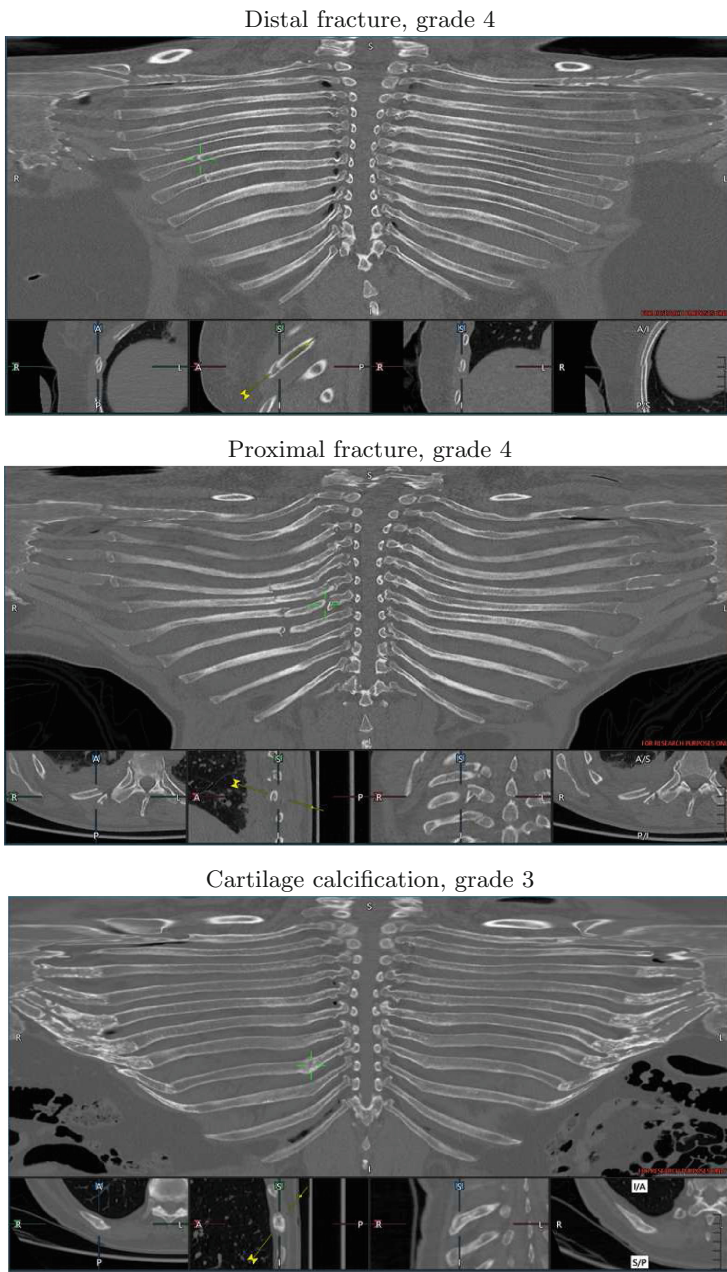 Distal fracture, grade 4
S
R
L
FOR RESEARCH PURPOSES ONLY
A S S A/I
R L A P R L R
P I I P/S
Proximal fracture, grade 4
S
R
L
FOR RESEARCH PURPOSES ONLY
A S S A/S
R L A P R L R
P I I P/I
Cartilage calcification, grade 3
S
R L
I
A S S I/A
R L A P R L R
P I I S/P